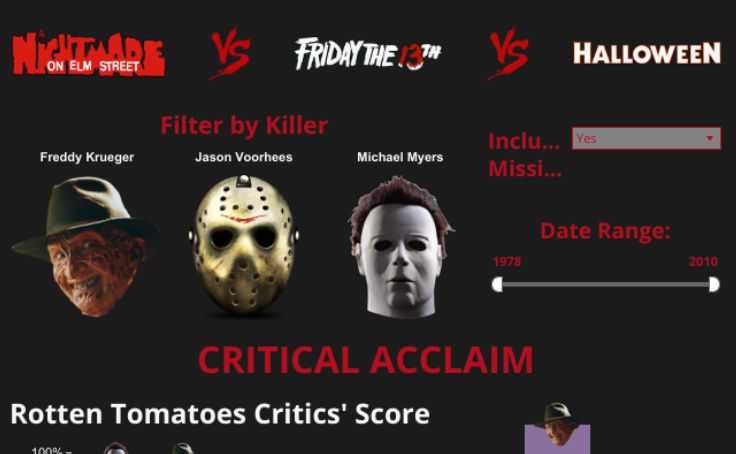 A NIGHTMARE
ON ELM STREET
VS
FRIDAY THE 13TH
VS
HALLOWEEN
Filter by Killer
Freddy Krueger
Jason Voorhees
Michael Myers
Inclu...
Missi...
Yes
Date Range:
1978
2010
CRITICAL ACCLAIM
Rotten Tomatoes Critics' Score
100%